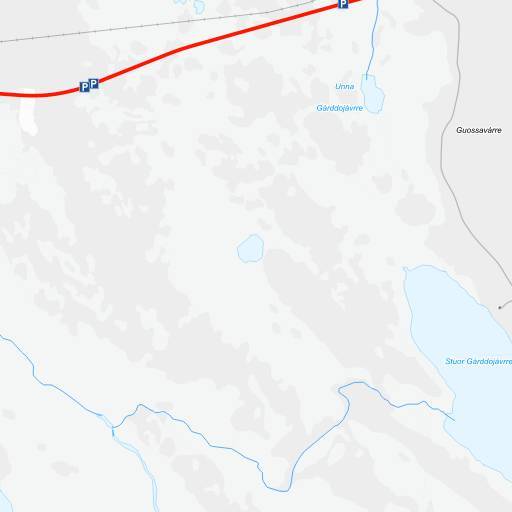 P
P P
Unna
Gárddojávrre
Guossavárre
Stuor Gárddojávrre